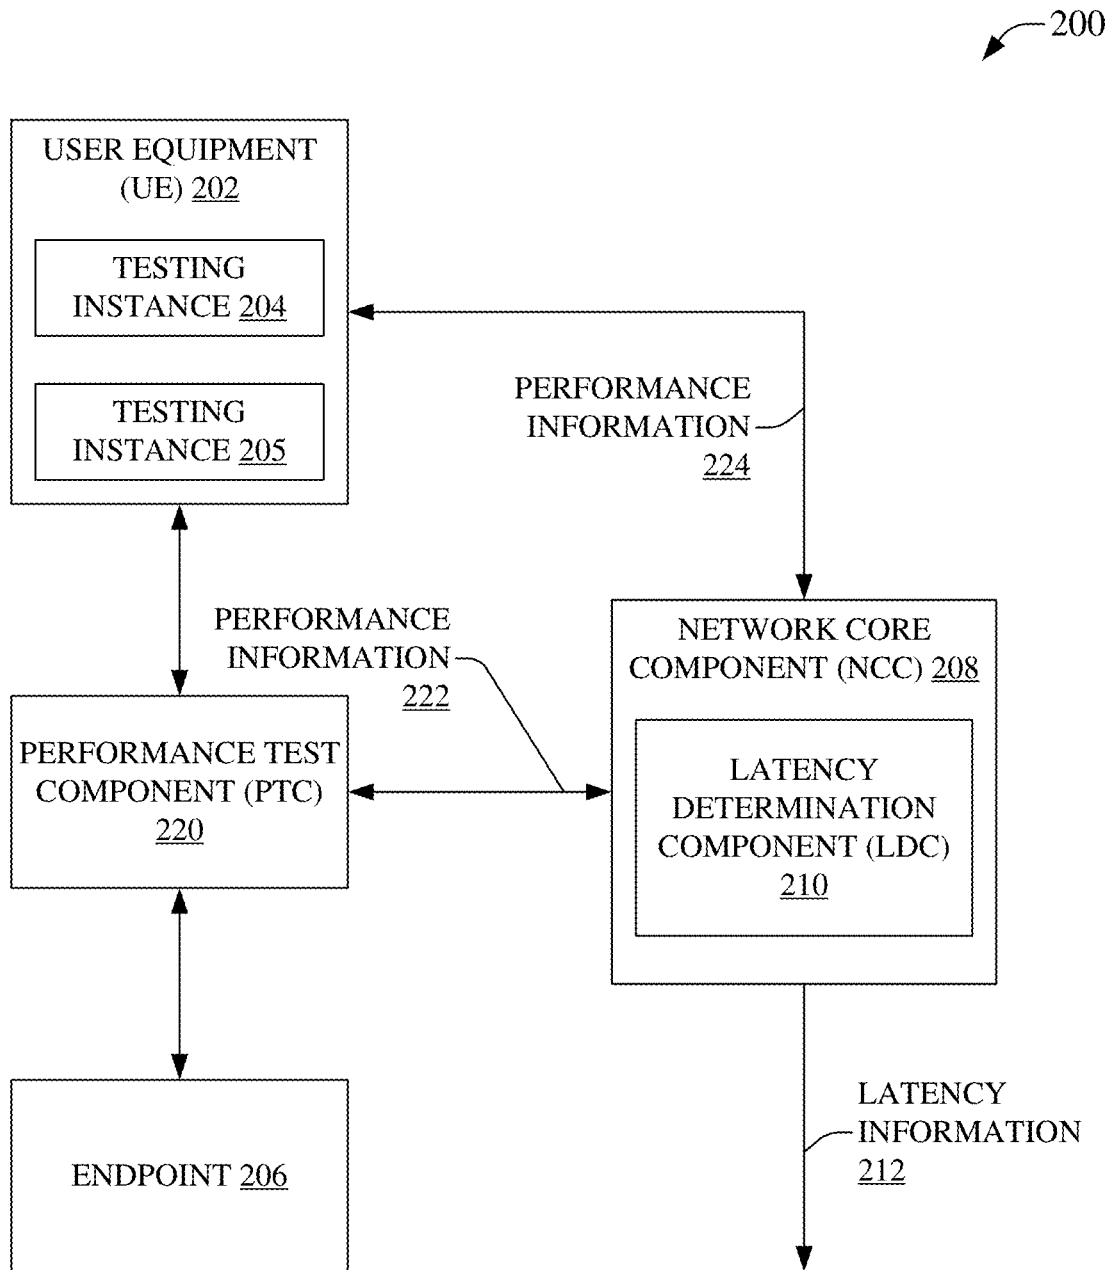 200
USER EQUIPMENT
(UE) 202
TESTING
INSTANCE 204
TESTING
INSTANCE 205
PERFORMANCE
INFORMATION
224
PERFORMANCE
INFORMATION
222
NETWORK CORE
COMPONENT (NCC) 208
LATENCY
DETERMINATION
COMPONENT (LDC)
210
PERFORMANCE TEST
COMPONENT (PTC)
220
ENDPOINT 206
LATENCY
INFORMATION
212